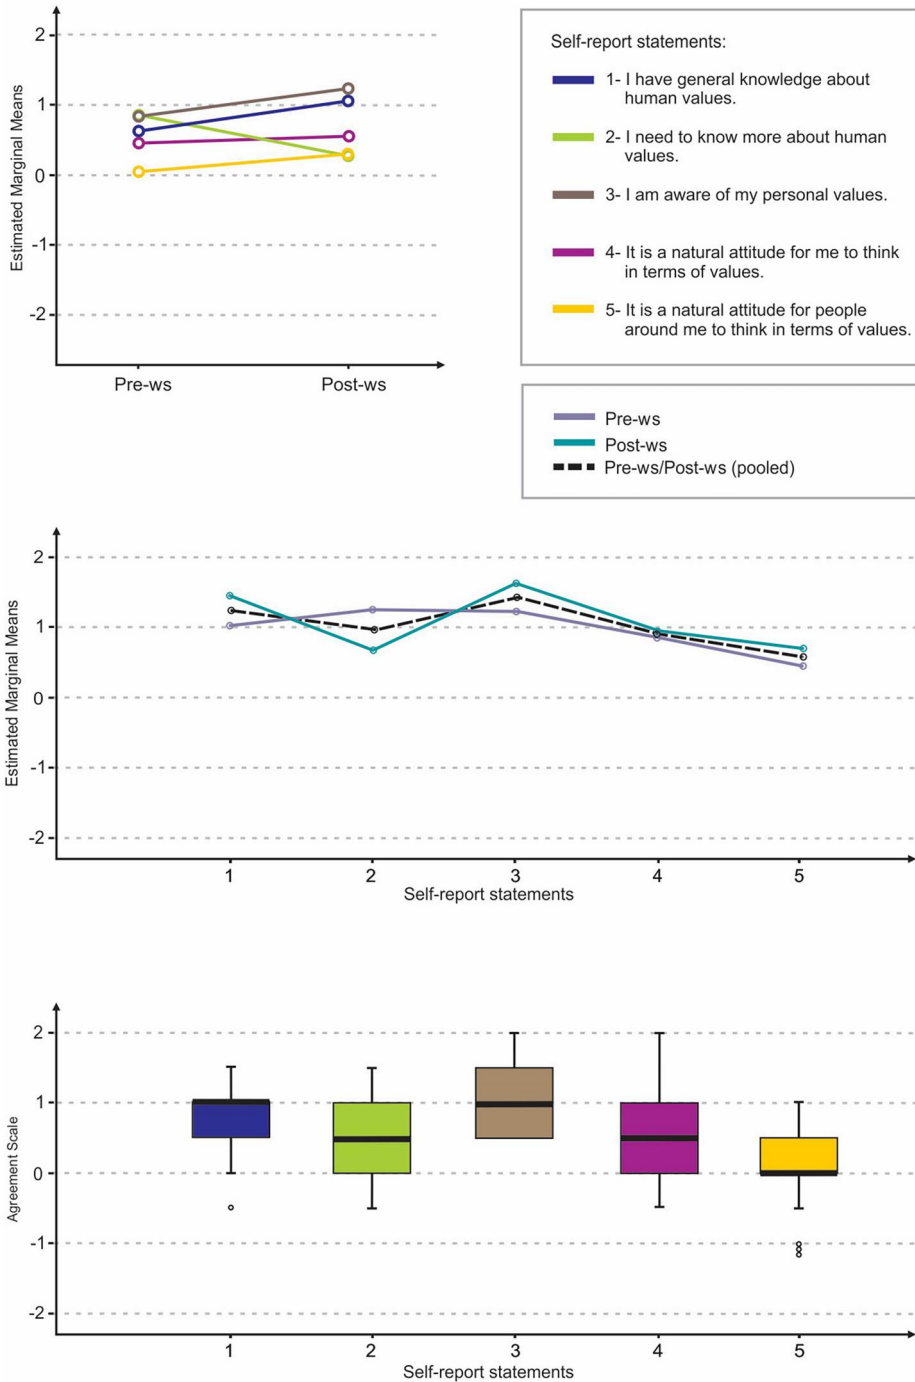 Estimated Marginal Means
2
1
0
-1
-2
Pre-ws
Post-ws
Self-report statements:
1- I have general knowledge about
human values.
2- I need to know more about human
values.
3- I am aware of my personal values.
4- It is a natural attitude for me to think
in terms of values.
5- It is a natural attitude for people
around me to think in terms of values.
Pre-ws
Post-ws
Pre-ws/Post-ws (pooled)
Estimated Marginal Means
2
1
0
-1
-2
1 2 3 4 5
Self-report statements
Agreement Scale
2
1
0
-1
-2
1 2 3 4 5
Self-report statements